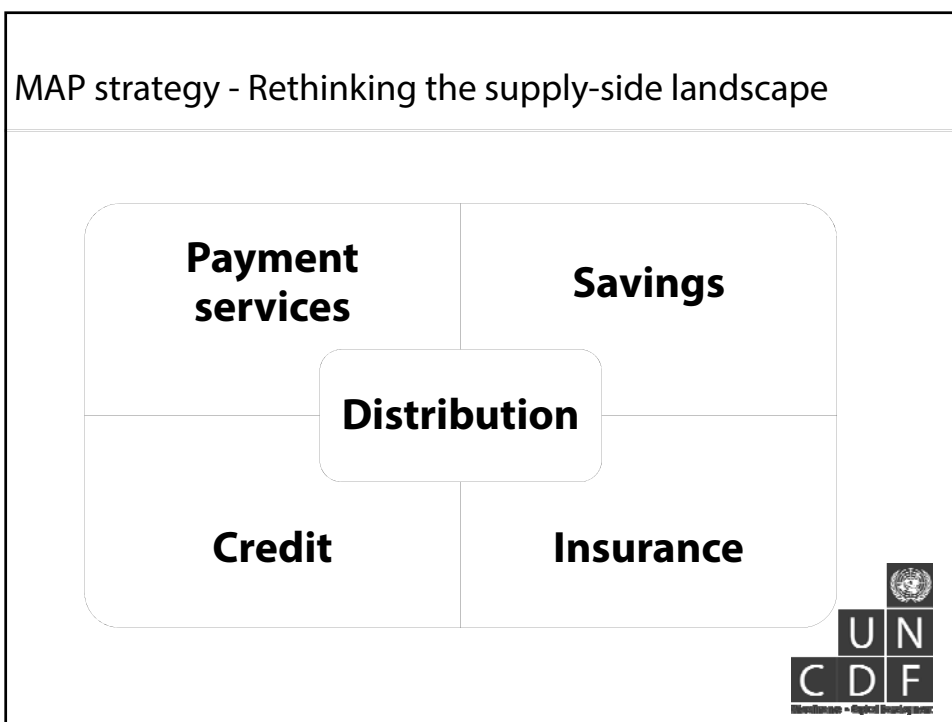 MAP strategy - Rethinking the supply-side landscape
Payment
services
Savings
Distribution
Credit
Insurance
U N
C D F